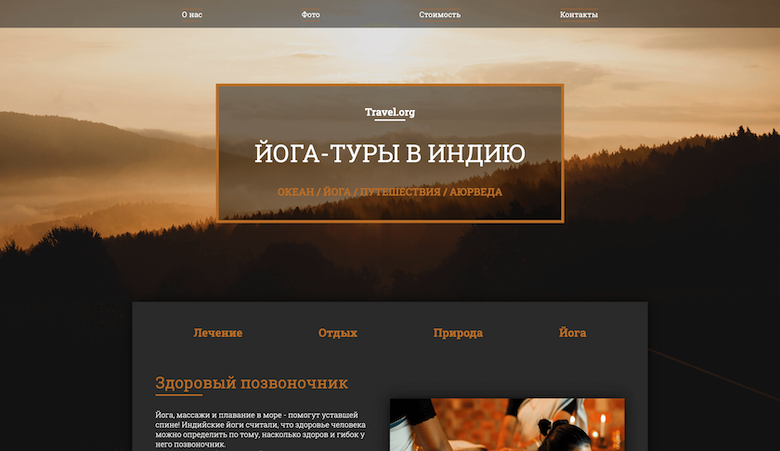 О нас Фото Стоимость Контакты
Travel.org
ЙОГА-ТУРЫ В ИНДИЮ
ОКЕАН / ЙОГА / ПУТЕШЕСТВИЯ / АЮРВЕДА
Лечение Отдых Природа Йога
Здоровый позвоночник
Йога, массажи и плавание в море - помогут уставшей
спине! Индийские йоги считали, что здоровье человека
можно определить по тому, насколько здоров и гибок у
него позвоночник.